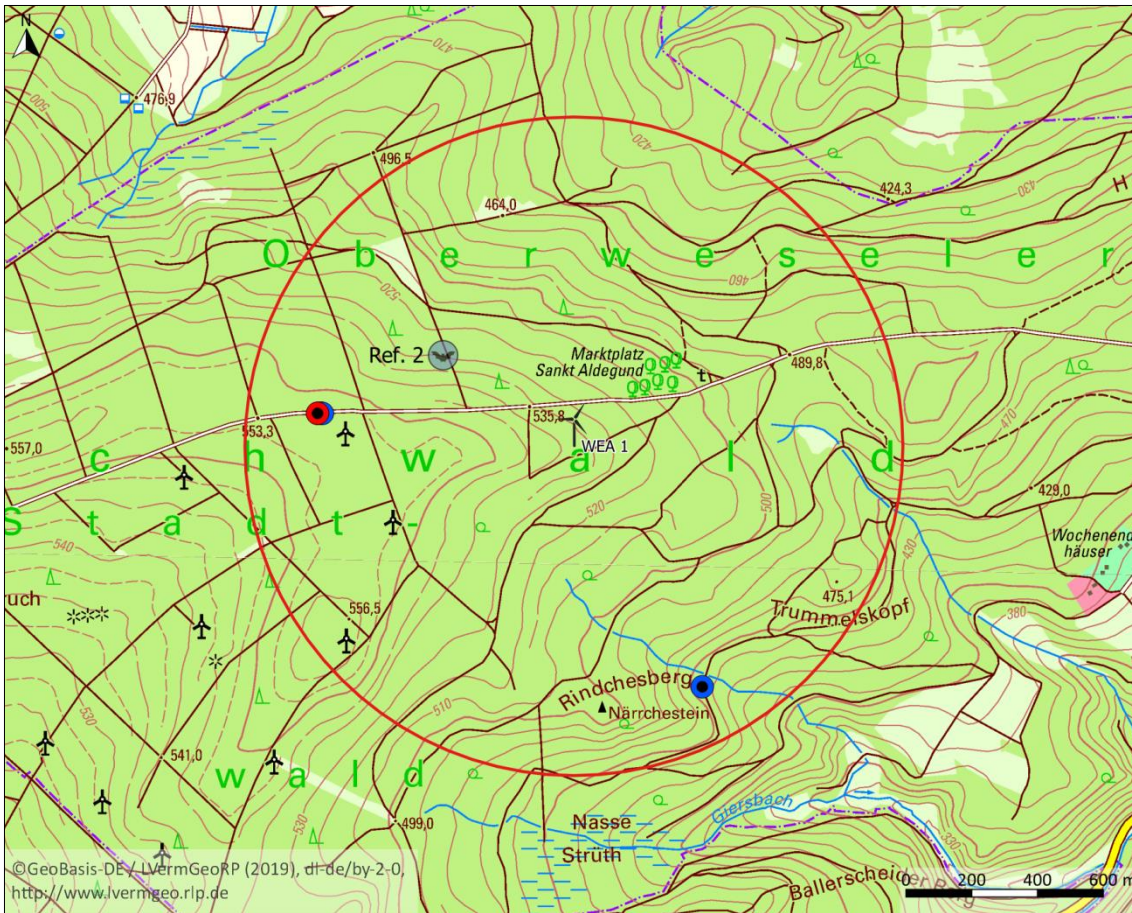 N
476,9
500
470
496,5
420
464,0
424,3
430
H
O b e r w e s e l e r
520
460
Ref. 2
Marktplatz
Sankt Aldegund
489,8
553,3
535,8
WEA 1
470
557,0
c h w a l d
500
S t a d t -
520
429,0
540
430
Wochenend
häuser
475,1
uch
556,5
Trummelskopf
380
Rindchesberg
Närrchestein
510
530
541,0
w a l d
530
499,0
Giersbach
Nasse
Strüth
330
©GeoBasis-DE / LVermGeoRP (2019), dl-de/by-2-0,
http://www.lvermgeo.rlp.de
0 200 400 600 m